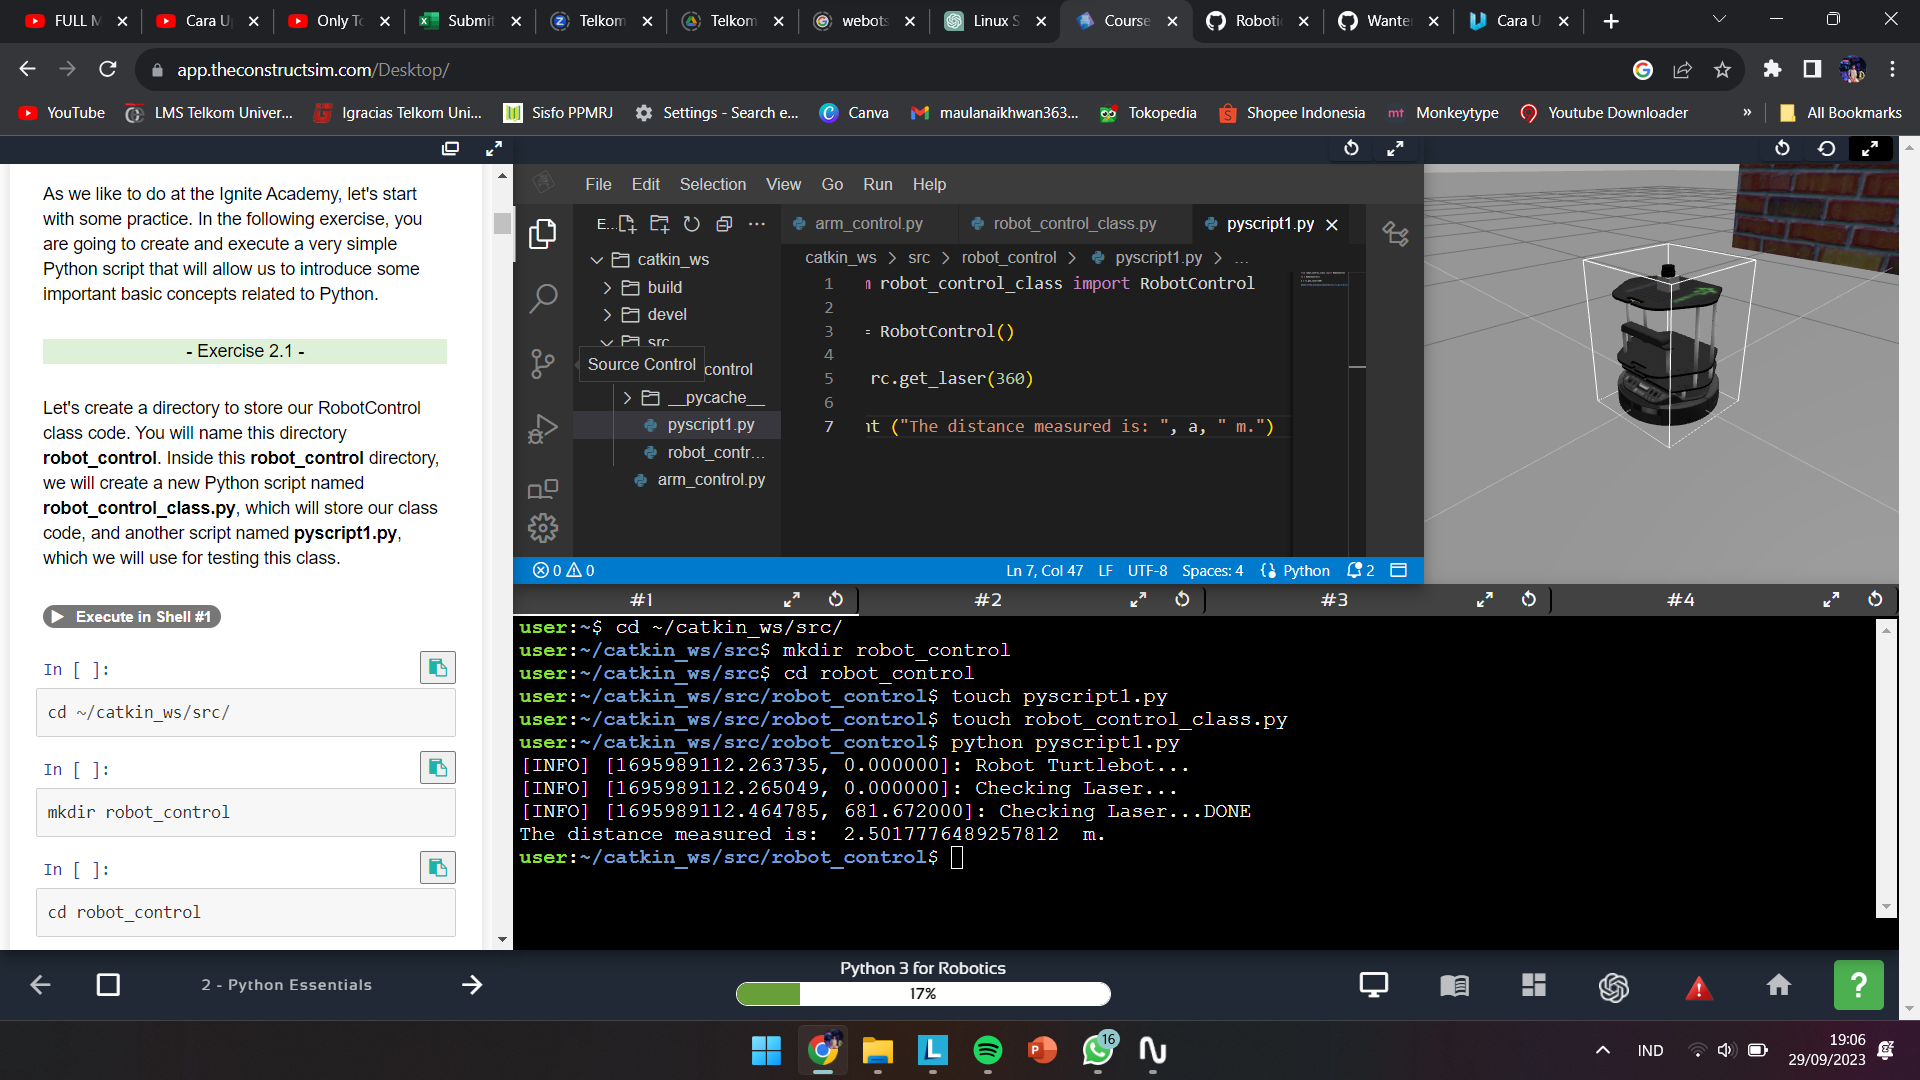 FULL M
Cara U
Only To
Submit
Telkom
Telkom
webots
Linux S
Course
Roboti
Wante
Cara U
app.theconstructsim.com/Desktop/
YouTube
LMS Telkom Univer...
Igracias Telkom Uni...
Sisfo PPMRJ
Settings - Search e...
Canva
maulanaikhwan363...
Tokopedia
Shopee Indonesia
mt Monkeytype
Youtube Downloader
»
All Bookmarks
As we like to do at the Ignite Academy, let's start
with some practice. In the following exercise, you
are going to create and execute a very simple
Python script that will allow us to introduce some
important basic concepts related to Python.
- Exercise 2.1 -
Let's create a directory to store our RobotControl
class code. You will name this directory
robot_control. Inside this robot_control directory,
we will create a new Python script named
robot_control_class.py, which will store our class
code, and another script named pyscript1.py,
which we will use for testing this class.
Execute in Shell #1
In [ ]:
cd ~/catkin_ws/src/
In [ ]:
mkdir robot_control
In [ ]:
cd robot_control
File Edit Selection View Go Run Help
E...
catkin_ws
build
devel
src
Source Control
control
__pycache__
pyscript1.py
robot_contr...
arm_control.py
arm_control.py
robot_control_class.py
pyscript1.py
catkin_ws > src > robot_control > pyscript1.py > ...
1 m robot_control_class import RobotControl
2
3 = RobotControl()
4
5 rc.get_laser(360)
6
7 nt ("The distance measured is: ", a, " m.")
0 0
Ln 7, Col 47 LF UTF-8 Spaces: 4 Python 2
#1
#2
#3
#4
user:~$ cd ~/catkin_ws/src/
user:~/catkin_ws/src$ mkdir robot_control
user:~/catkin_ws/src$ cd robot_control
user:~/catkin_ws/src/robot_control$ touch pyscript1.py
user:~/catkin_ws/src/robot_control$ touch robot_control_class.py
user:~/catkin_ws/src/robot_control$ python pyscript1.py
[INFO] [1695989112.263735, 0.000000]: Robot Turtlebot...
[INFO] [1695989112.265049, 0.000000]: Checking Laser...
[INFO] [1695989112.464785, 681.672000]: Checking Laser...DONE
The distance measured is:  2.5017776489257812  m.
user:~/catkin_ws/src/robot_control$
2 - Python Essentials
Python 3 for Robotics
17%
?
16
IND
19:06
29/09/2023